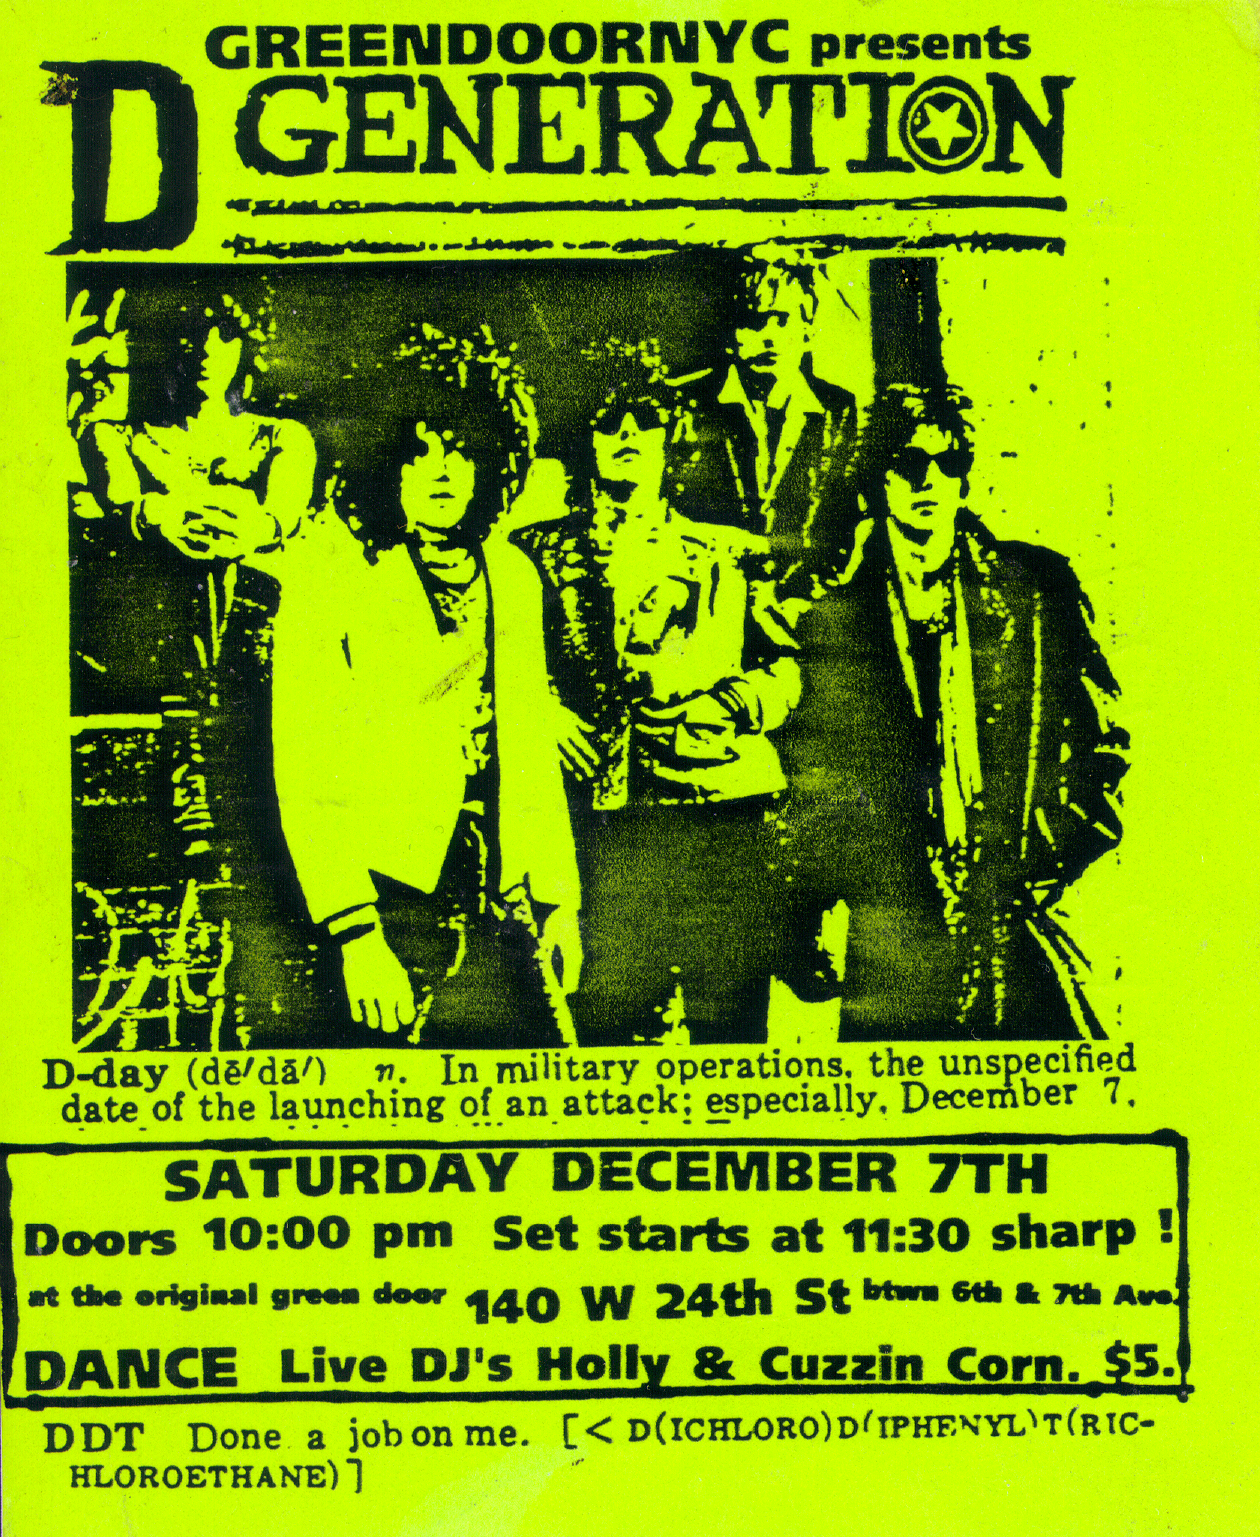 GREENDOORNYC presents
D GENERATION
D-day (dē′dā′) n. In military operations, the unspecified
date of the launching of an attack; especially, December 7,
SATURDAY DECEMBER 7TH
Doors 10:00 pm Set starts at 11:30 sharp !
at the original green door 140 W 24th St btwn 6th & 7th Ave.
DANCE Live DJ's Holly & Cuzzin Corn. $5.
DDT Done a job on me. [< D(ICHLORO)D(IPHENYL)T(RIC-
HLOROETHANE)]